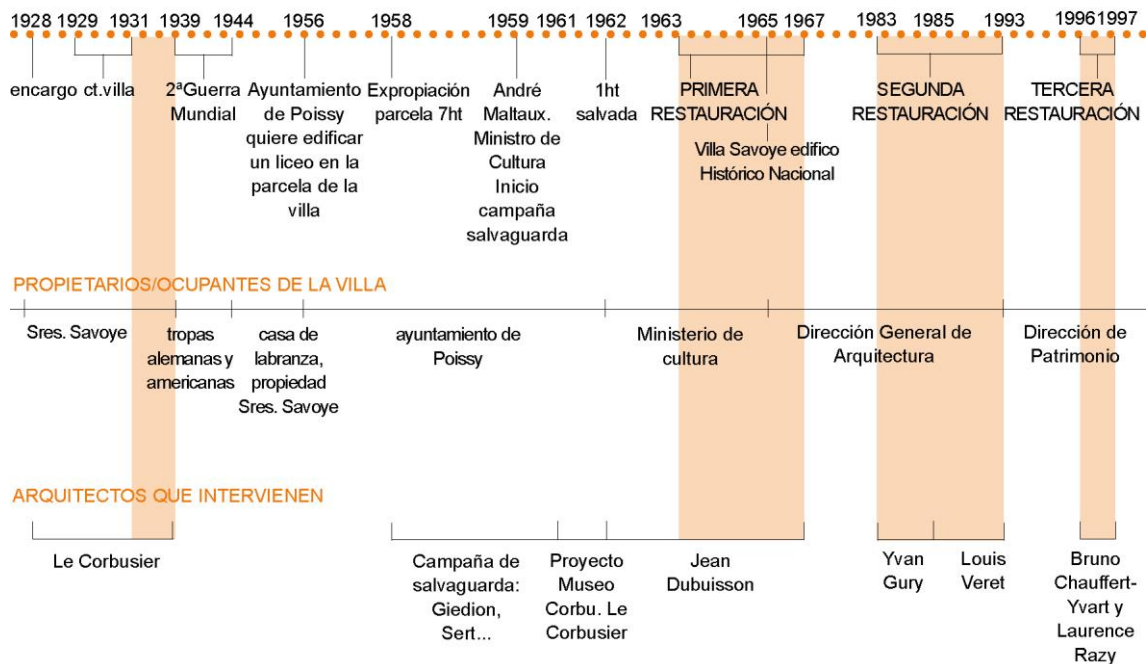 1928 1929 1931 1939 1944 1956 1958 1959 1961 1962 1963 1965 1967 1983 1985 1993 1996 1997
encargo
ct.villa
2ªGuerra
Mundial
Ayuntamiento
de Poissy
quiere edificar
un liceo en la
parcela de la
villa
Expropiación
parcela 7ht
André
Maltaux.
Ministro de
Cultura
Inicio
campaña
salvaguarda
1ht
salvada
PRIMERA
RESTAURACIÓN
Villa Savoye edifico
Histórico Nacional
SEGUNDA
RESTAURACIÓN
TERCERA
RESTAURACIÓN
PROPIETARIOS/OCUPANTES DE LA VILLA
Sres. Savoye
tropas
alemanas y
americanas
casa de
labranza,
propiedad
Sres. Savoye
ayuntamiento de
Poissy
Ministerio de
cultura
Dirección General de
Arquitectura
Dirección de
Patrimonio
ARQUITECTOS QUE INTERVIENEN
Le Corbusier
Campaña de
salvaguarda:
Giedion,
Sert...
Proyecto
Museo
Corbu. Le
Corbusier
Jean
Dubuisson
Yvan
Gury
Louis
Veret
Bruno
Chauffert-
Yvart y
Laurence
Razy